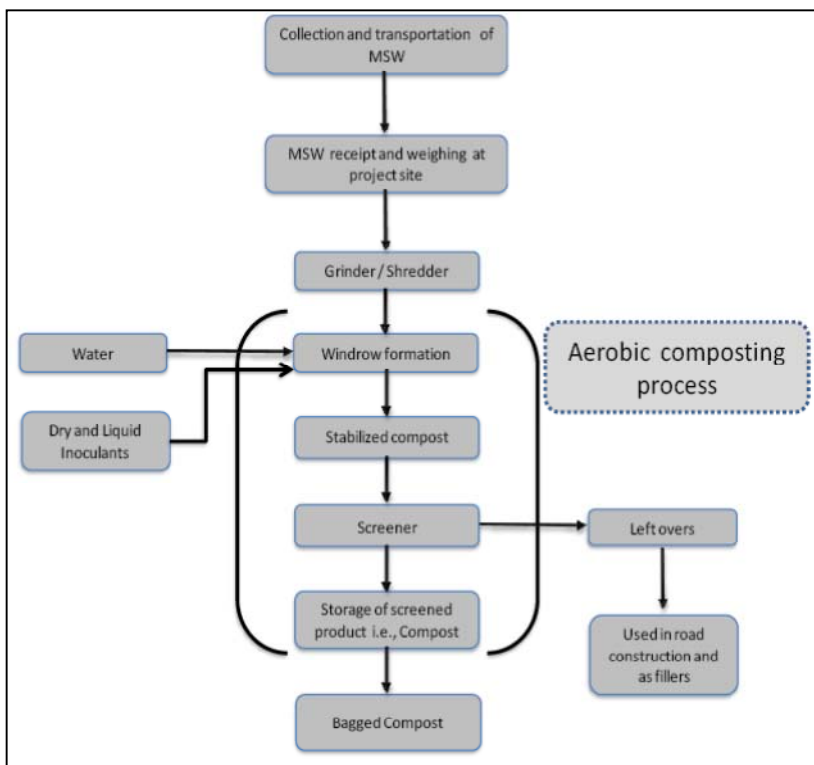 Collection and transportation of
MSW
MSW receipt and weighing at
project site
Grinder / Shredder
Water
Windrow formation
Aerobic composting
process
Dry and Liquid
Inoculants
Stabilized compost
Screener
Left overs
Storage of screened
product i.e., Compost
Used in road
construction and
as fillers
Bagged Compost